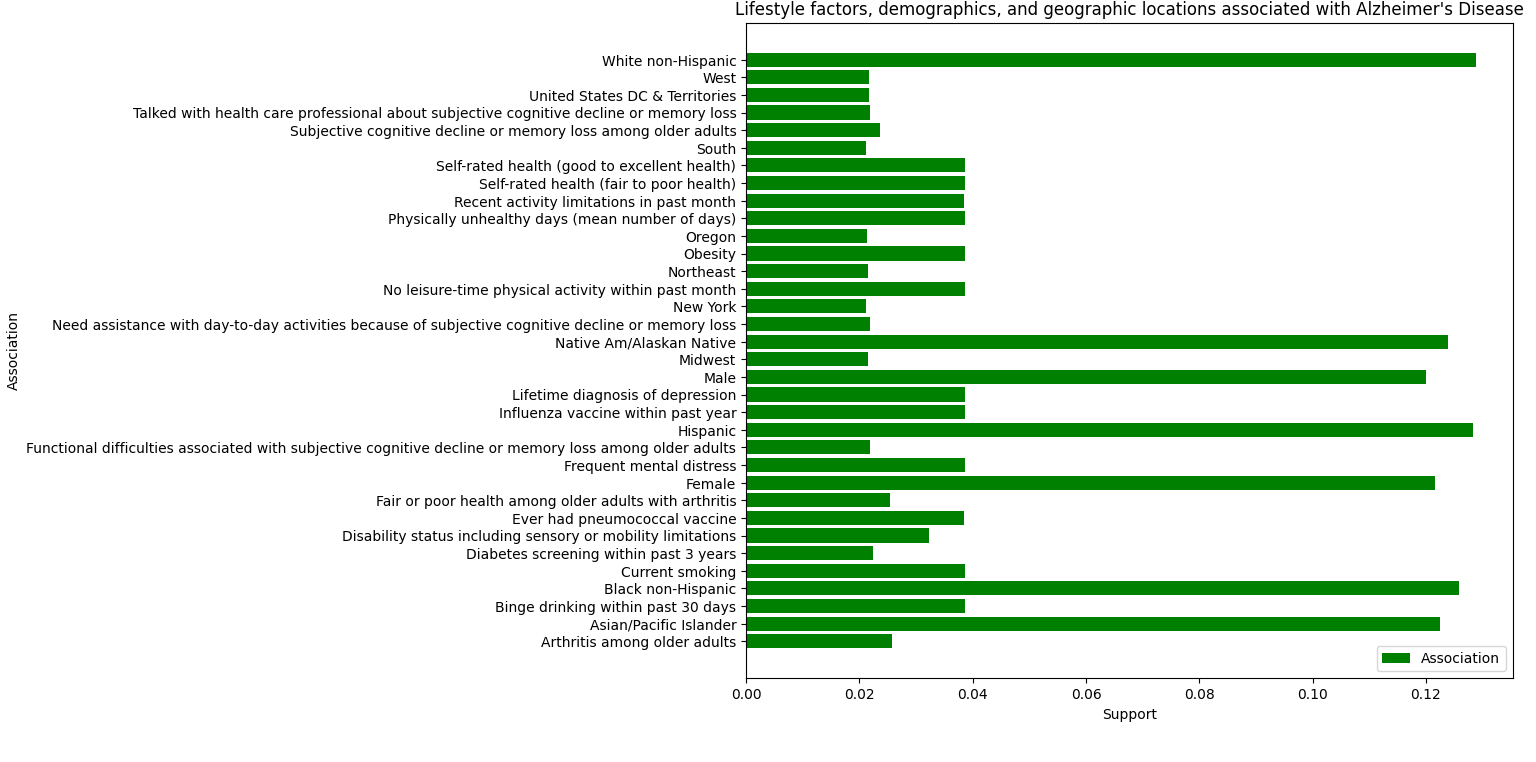 Lifestyle factors, demographics, and geographic locations associated with Alzheimer's Disease
White non-Hispanic
West
United States DC & Territories
Talked with health care professional about subjective cognitive decline or memory loss
Subjective cognitive decline or memory loss among older adults
South
Self-rated health (good to excellent health)
Self-rated health (fair to poor health)
Recent activity limitations in past month
Physically unhealthy days (mean number of days)
Oregon
Obesity
Northeast
No leisure-time physical activity within past month
New York
Need assistance with day-to-day activities because of subjective cognitive decline or memory loss
Native Am/Alaskan Native
Midwest
Male
Lifetime diagnosis of depression
Influenza vaccine within past year
Hispanic
Functional difficulties associated with subjective cognitive decline or memory loss among older adults
Frequent mental distress
Female
Fair or poor health among older adults with arthritis
Ever had pneumococcal vaccine
Disability status including sensory or mobility limitations
Diabetes screening within past 3 years
Current smoking
Black non-Hispanic
Binge drinking within past 30 days
Asian/Pacific Islander
Arthritis among older adults
Association
Association
0.00 0.02 0.04 0.06 0.08 0.10 0.12
Support